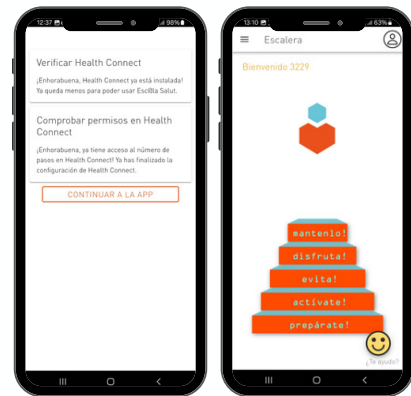 12:37
98%
Verificar Health Connect
¡Enhorabuena, Health Connect ya está instalada!
Ya queda menos para poder usar EsciBla Salut.
Comprobar permisos en Health
Connect
¡Enhorabuena, ya tiene acceso al número de
pasos en Health Connect! Ya has finalizado la
configuración de Health Connect.
CONTINUAR A LA APP
13:10
63%
Escalera
Bienvenido 3229
mantenlo!
disfruta!
evita!
actívate!
prepárate!
¿Te ayudo?